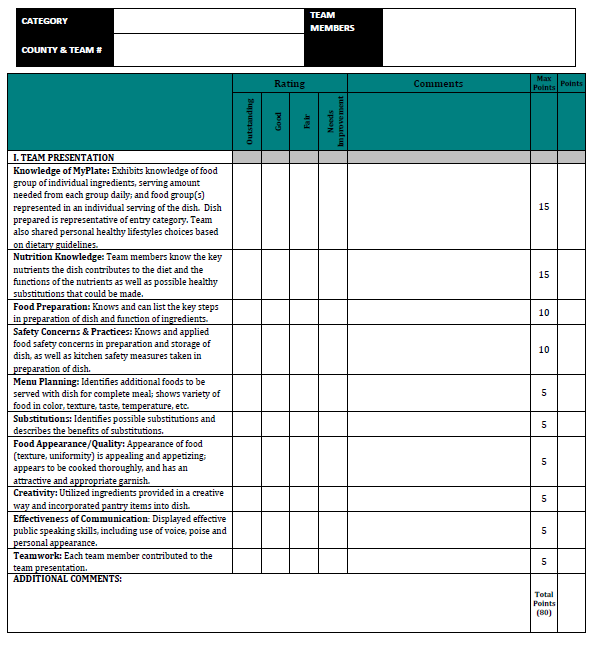 CATEGORY
COUNTY & TEAM #
TEAM
MEMBERS
Rating
Comments
Max
Points
Points
Outstanding
Good
Fair
Needs
Improvement
I. TEAM PRESENTATION
Knowledge of MyPlate: Exhibits knowledge of food
group of individual ingredients, serving amount
needed from each group daily; and food group(s)
represented in an individual serving of the dish. Dish
prepared is representative of entry category. Team
also shared personal healthy lifestyles choices based
on dietary guidelines.
15
Nutrition Knowledge: Team members know the key
nutrients the dish contributes to the diet and the
functions of the nutrients as well as possible healthy
substitutions that could be made.
15
Food Preparation: Knows and can list the key steps
in preparation of dish and function of ingredients.
10
Safety Concerns & Practices: Knows and applied
food safety concerns in preparation and storage of
dish, as well as kitchen safety measures taken in
preparation of dish.
10
Menu Planning: Identifies additional foods to be
served with dish for complete meal; shows variety of
food in color, texture, taste, temperature, etc.
5
Substitutions: Identifies possible substitutions and
describes the benefits of substitutions.
5
Food Appearance/Quality: Appearance of food
(texture, uniformity) is appealing and appetizing;
appears to be cooked thoroughly, and has an
attractive and appropriate garnish.
5
Creativity: Utilized ingredients provided in a creative
way and incorporated pantry items into dish.
5
Effectiveness of Communication: Displayed effective
public speaking skills, including use of voice, poise and
personal appearance.
5
Teamwork: Each team member contributed to the
team presentation.
5
ADDITIONAL COMMENTS:
Total
Points
(80)